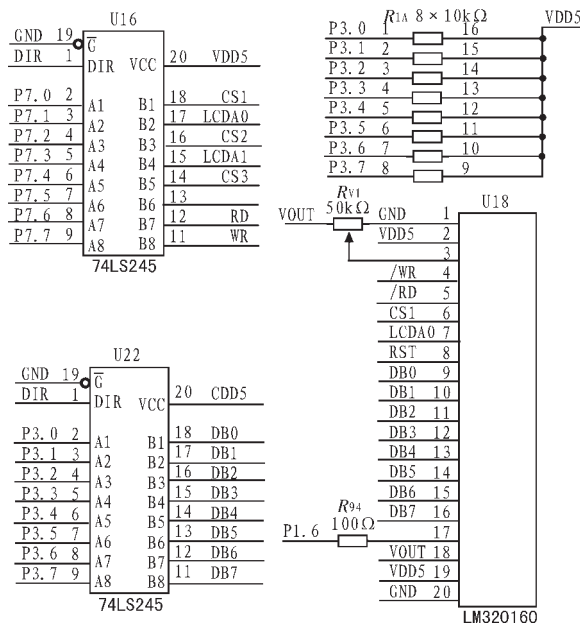 U16
GND 19 G
DIR 1 DIR VCC 20 VDD5
P7.0 2 A1 B1 18 CS1
P7.1 3 A2 B2 17 LCDA0
P7.2 4 A3 B3 16 CS2
P7.3 5 A4 B4 15 LCDA1
P7.4 6 A5 B5 14 CS3
P7.5 7 A6 B6 13
P7.6 8 A7 B7 12 RD
P7.7 9 A8 B8 11 WR
74LS245
R1A 8×10kΩ VDD5
P3.0 1 16
P3.1 2 15
P3.2 3 14
P3.3 4 13
P3.4 5 12
P3.5 6 11
P3.6 7 10
P3.7 8 9
U22
GND 19 G
DIR 1 DIR VCC 20 CDD5
P3.0 2 A1 B1 18 DB0
P3.1 3 A2 B2 17 DB1
P3.2 4 A3 B3 16 DB2
P3.3 5 A4 B4 15 DB3
P3.4 6 A5 B5 14 DB4
P3.5 7 A6 B6 13 DB5
P3.6 8 A7 B7 12 DB6
P3.7 9 A8 B8 11 DB7
74LS245
RV1 U18
VOUT 50kΩ GND 1
VDD5 2
3
/WR 4
/RD 5
CS1 6
LCDA0 7
RST 8
DB0 9
DB1 10
DB2 11
DB3 12
DB4 13
DB5 14
DB6 15
DB7 16
R94
P1.6 100Ω 17
VOUT 18
VDD5 19
GND 20
LM320160